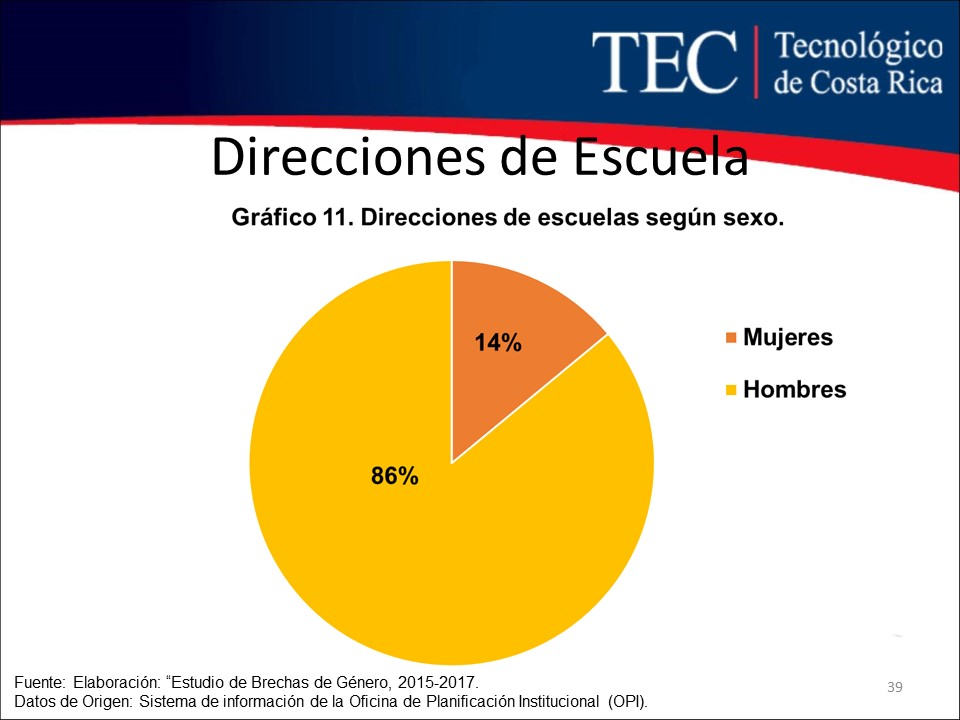 TEC
Tecnológico
de Costa Rica
Direcciones de Escuela
Gráfico 11. Direcciones de escuelas según sexo.
14%
86%
Mujeres
Hombres
Fuente: Elaboración: “Estudio de Brechas de Género, 2015-2017.
Datos de Origen: Sistema de información de la Oficina de Planificación Institucional (OPI).
39